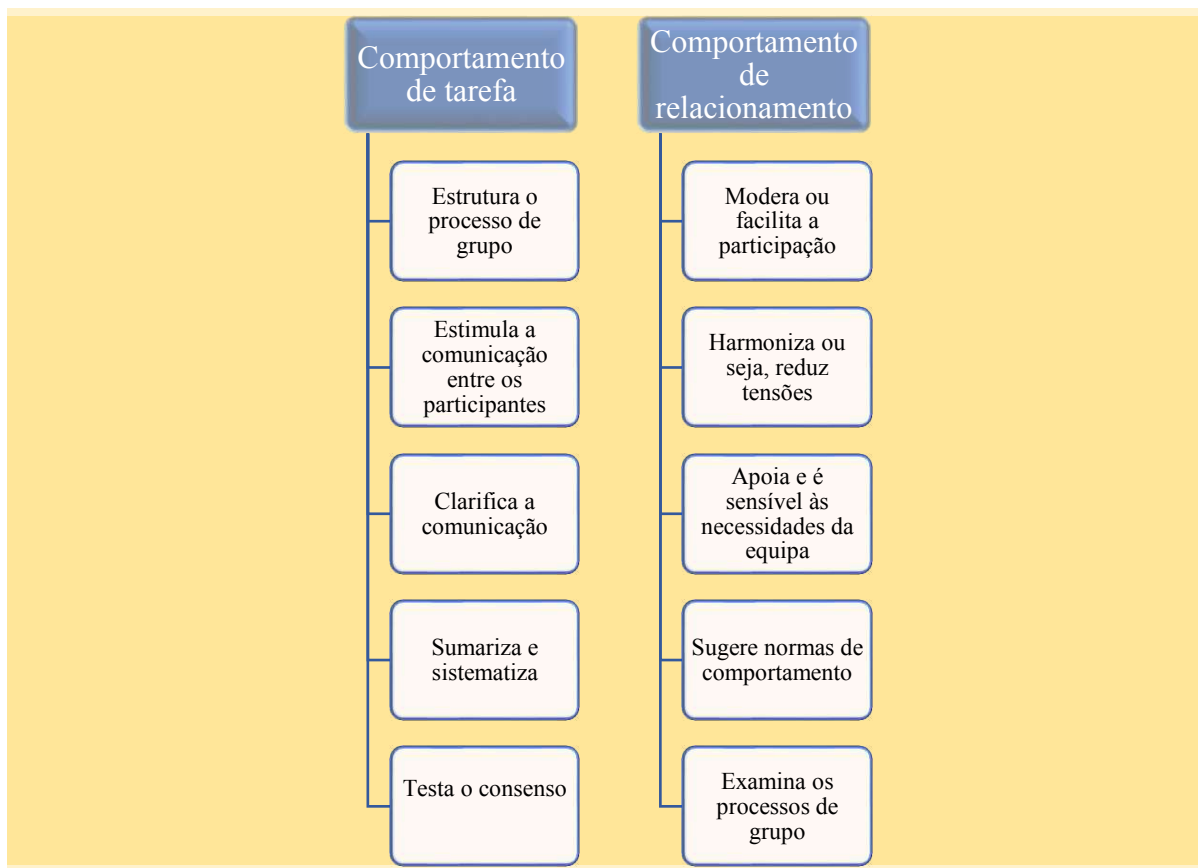 Comportamento
de tarefa
Estrutura o
processo de
grupo
Estimula a
comunicação
entre os
participantes
Clarifica a
comunicação
Sumariza e
sistematiza
Testa o consenso
Comportamento
de
relacionamento
Modera ou
facilita a
participação
Harmoniza ou
seja, reduz
tensões
Apoia e é
sensível às
necessidades da
equipa
Sugere normas de
comportamento
Examina os
processos de
grupo